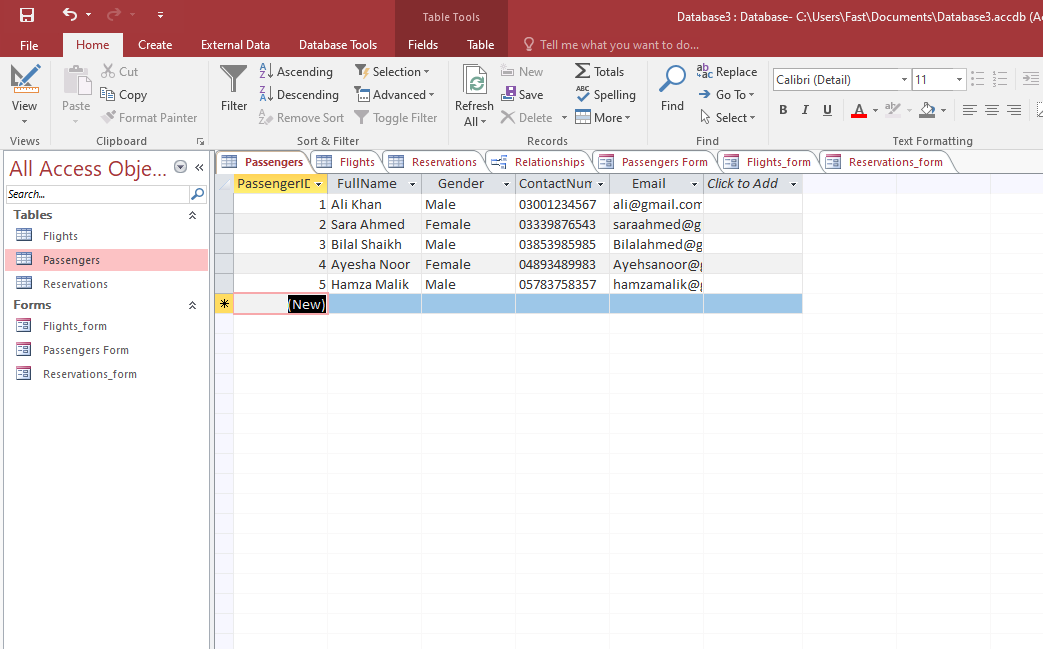 Table Tools
Database3 : Database- C:\Users\Fast\Documents\Database3.accdb (A
File Home Create External Data Database Tools Fields Table Tell me what you want to do...
View
Views
Paste
Cut
Copy
Format Painter
Clipboard
Filter
Ascending
Descending
Remove Sort
Selection
Advanced
Toggle Filter
Sort & Filter
Refresh
All
New
Save
Delete
Totals
Spelling
More
Records
Find
Replace
Go To
Select
Find
Calibri (Detail) 11
B I U A
Text Formatting
All Access Obje...
Search...
Tables
Flights
Passengers
Reservations
Forms
Flights_form
Passengers Form
Reservations_form
Passengers Flights Reservations Relationships Passengers Form Flights_form Reservations_form
PassengerID FullName Gender ContactNum Email Click to Add
1 Ali Khan Male 03001234567 ali@gmail.com
2 Sara Ahmed Female 03339876543 saraahmed@g
3 Bilal Shaikh Male 03853985985 Bilalahmed@g
4 Ayesha Noor Female 04893489983 Ayehsanoor@g
5 Hamza Malik Male 05783758357 hamzamalik@g
(New)